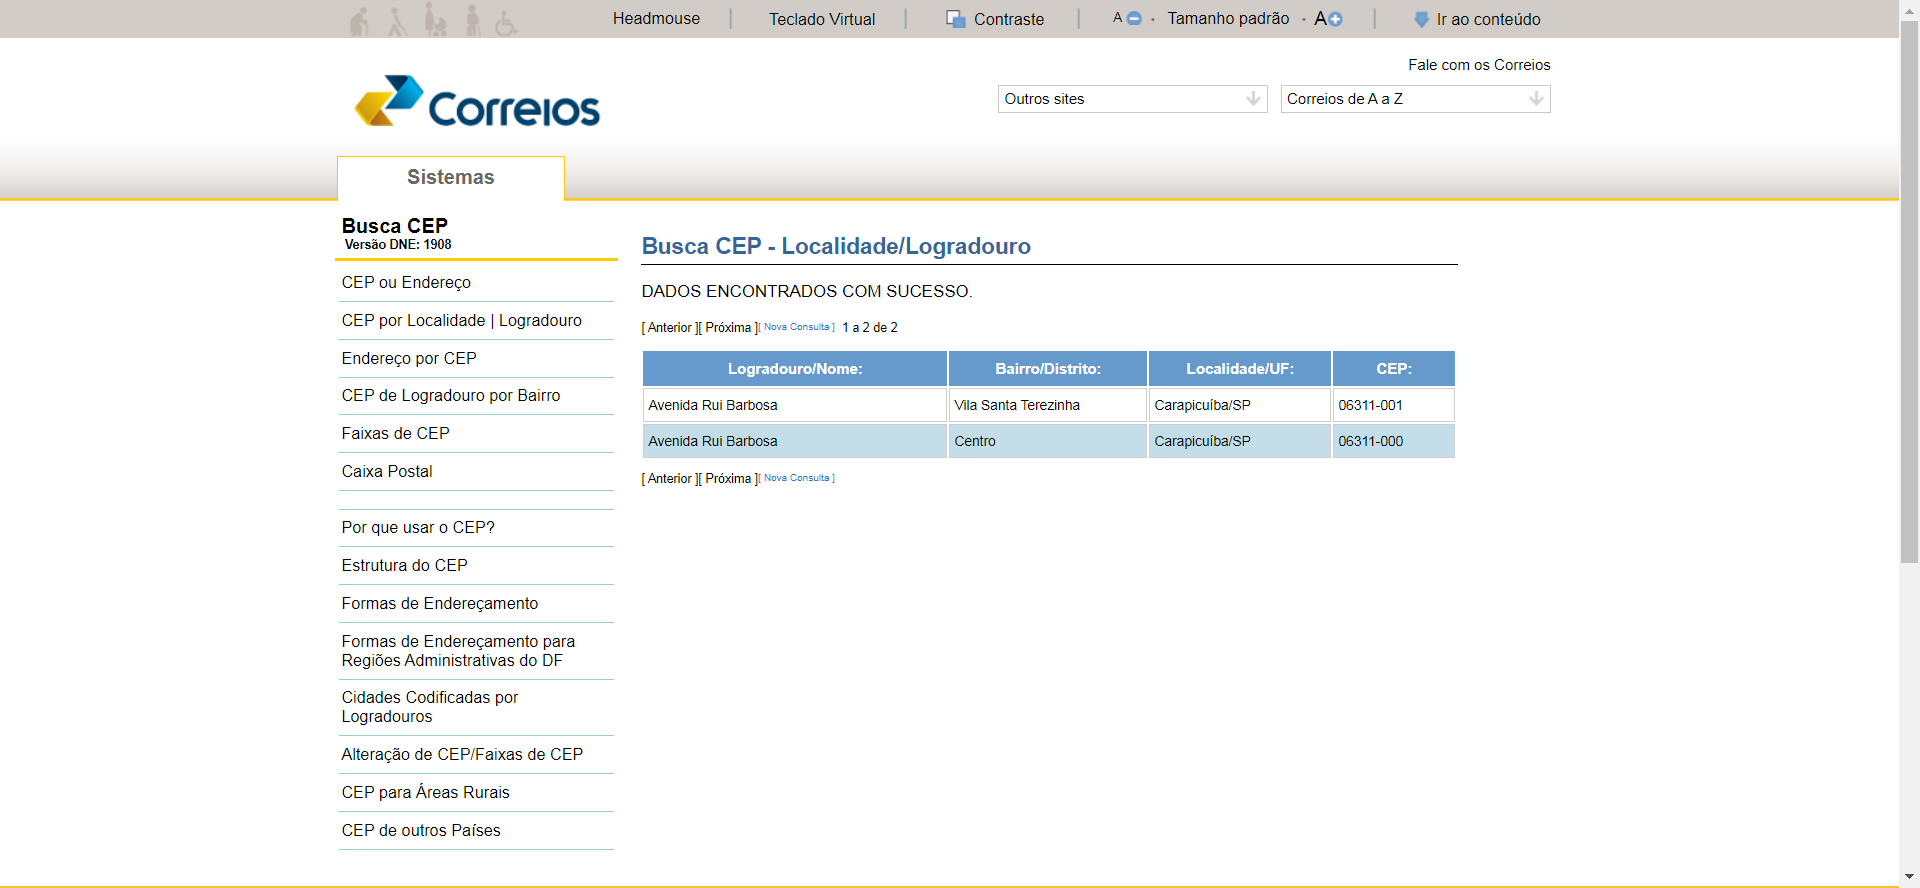 Headmouse Teclado Virtual Contraste A · Tamanho padrão · A Ir ao conteúdo
Fale com os Correios
Correios
Outros sites Correios de A a Z
Sistemas
Busca CEP
Versão DNE: 1908
CEP ou Endereço
CEP por Localidade | Logradouro
Endereço por CEP
CEP de Logradouro por Bairro
Faixas de CEP
Caixa Postal
Por que usar o CEP?
Estrutura do CEP
Formas de Endereçamento
Formas de Endereçamento para
Regiões Administrativas do DF
Cidades Codificadas por
Logradouros
Alteração de CEP/Faixas de CEP
CEP para Áreas Rurais
CEP de outros Países
Busca CEP - Localidade/Logradouro
DADOS ENCONTRADOS COM SUCESSO.
[ Anterior ][ Próxima ][ Nova Consulta ] 1 a 2 de 2
Logradouro/Nome: Bairro/Distrito: Localidade/UF: CEP:
Avenida Rui Barbosa Vila Santa Terezinha Carapicuíba/SP 06311-001
Avenida Rui Barbosa Centro Carapicuíba/SP 06311-000
[ Anterior ][ Próxima ][ Nova Consulta ]